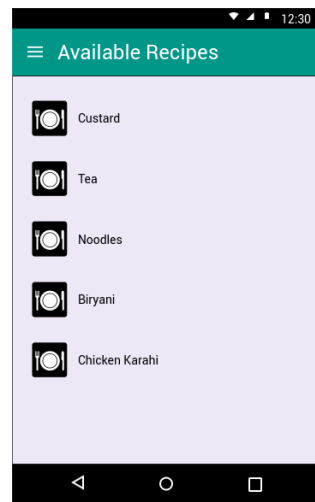 12:30
Available Recipes
Custard
Tea
Noodles
Biryani
Chicken Karahi